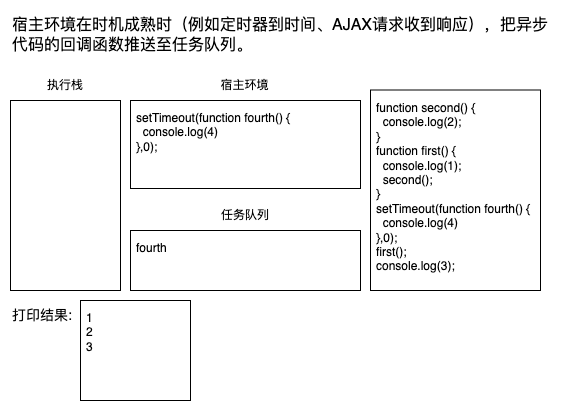 宿主环境在时机成熟时（例如定时器到时间、AJAX请求收到响应），把异步
代码的回调函数推送至任务队列。
执行栈
宿主环境
setTimeout(function fourth() {
console.log(4)
},0);
任务队列
fourth
function second() {
console.log(2);
}
function first() {
console.log(1);
second();
}
setTimeout(function fourth() {
console.log(4)
},0);
first();
console.log(3);
打印结果:
1
2
3